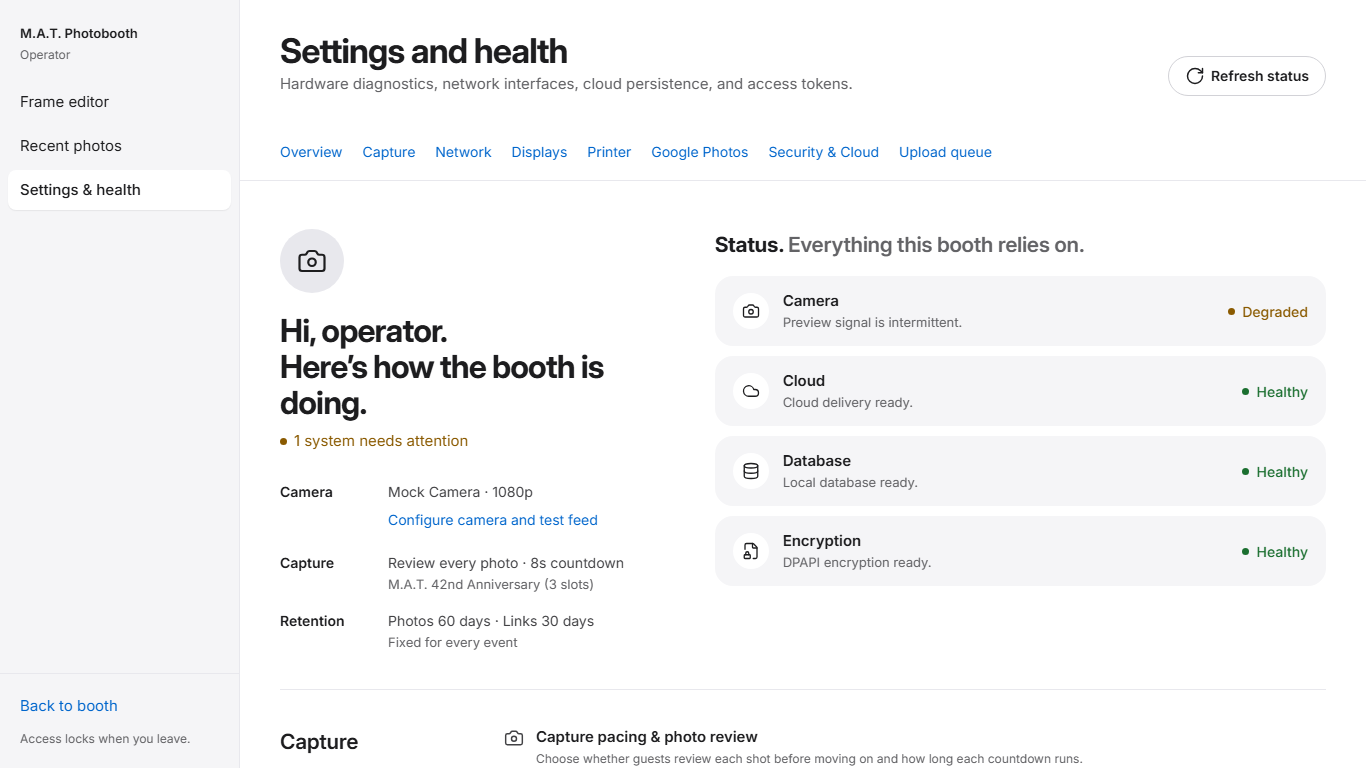 M.A.T. Photobooth
Operator
Frame editor
Recent photos
Settings & health
Back to booth
Access locks when you leave.
Settings and health
Hardware diagnostics, network interfaces, cloud persistence, and access tokens.
Refresh status
Overview Capture Network Displays Printer Google Photos Security & Cloud Upload queue
Hi, operator.
Here’s how the booth is
doing.
1 system needs attention
Camera Mock Camera · 1080p
Configure camera and test feed
Capture Review every photo · 8s countdown
M.A.T. 42nd Anniversary (3 slots)
Retention Photos 60 days · Links 30 days
Fixed for every event
Status. Everything this booth relies on.
Camera
Preview signal is intermittent.
Degraded
Cloud
Cloud delivery ready.
Healthy
Database
Local database ready.
Healthy
Encryption
DPAPI encryption ready.
Healthy
Capture
Capture pacing & photo review
Choose whether guests review each shot before moving on and how long each countdown runs.